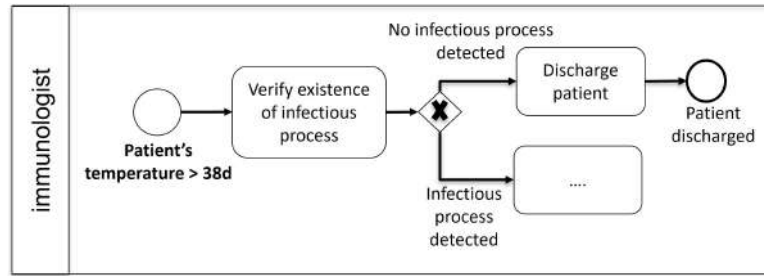 immunologist
Patient's
temperature > 38d
Verify existence
of infectious
process
No infectious process
detected
Discharge
patient
Patient
discharged
Infectious
process
detected
....